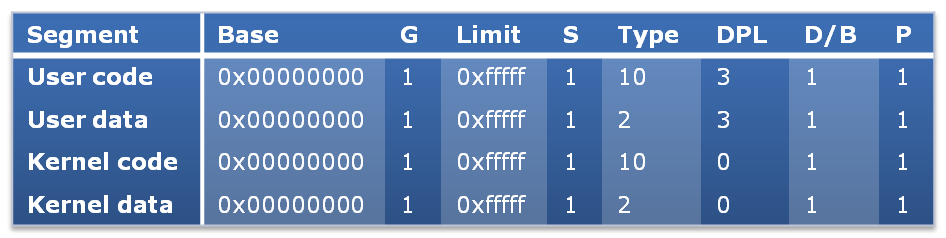 Segment Base G Limit S Type DPL D/B P
User code 0x00000000 1 0xfffff 1 10 3 1 1
User data 0x00000000 1 0xfffff 1 2 3 1 1
Kernel code 0x00000000 1 0xfffff 1 10 0 1 1
Kernel data 0x00000000 1 0xfffff 1 2 0 1 1